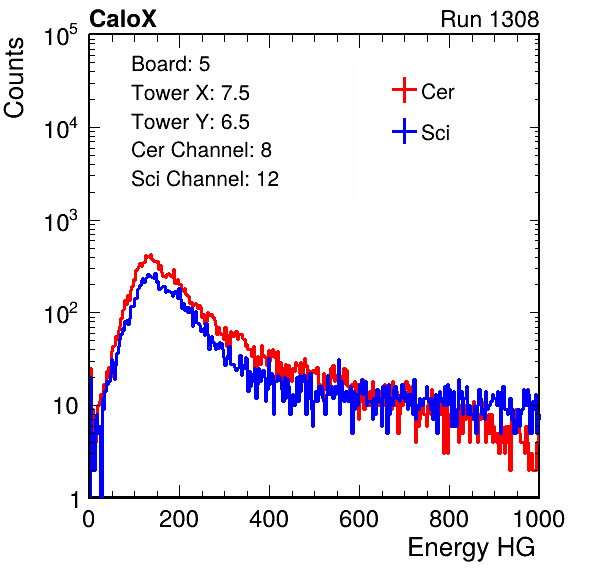 CaloX Run 1308
Counts
Board: 5
Tower X: 7.5
Tower Y: 6.5
Cer Channel: 8
Sci Channel: 12
Cer
Sci
10^5
10^4
10^3
10^2
10
1
0 200 400 600 800 1000
Energy HG